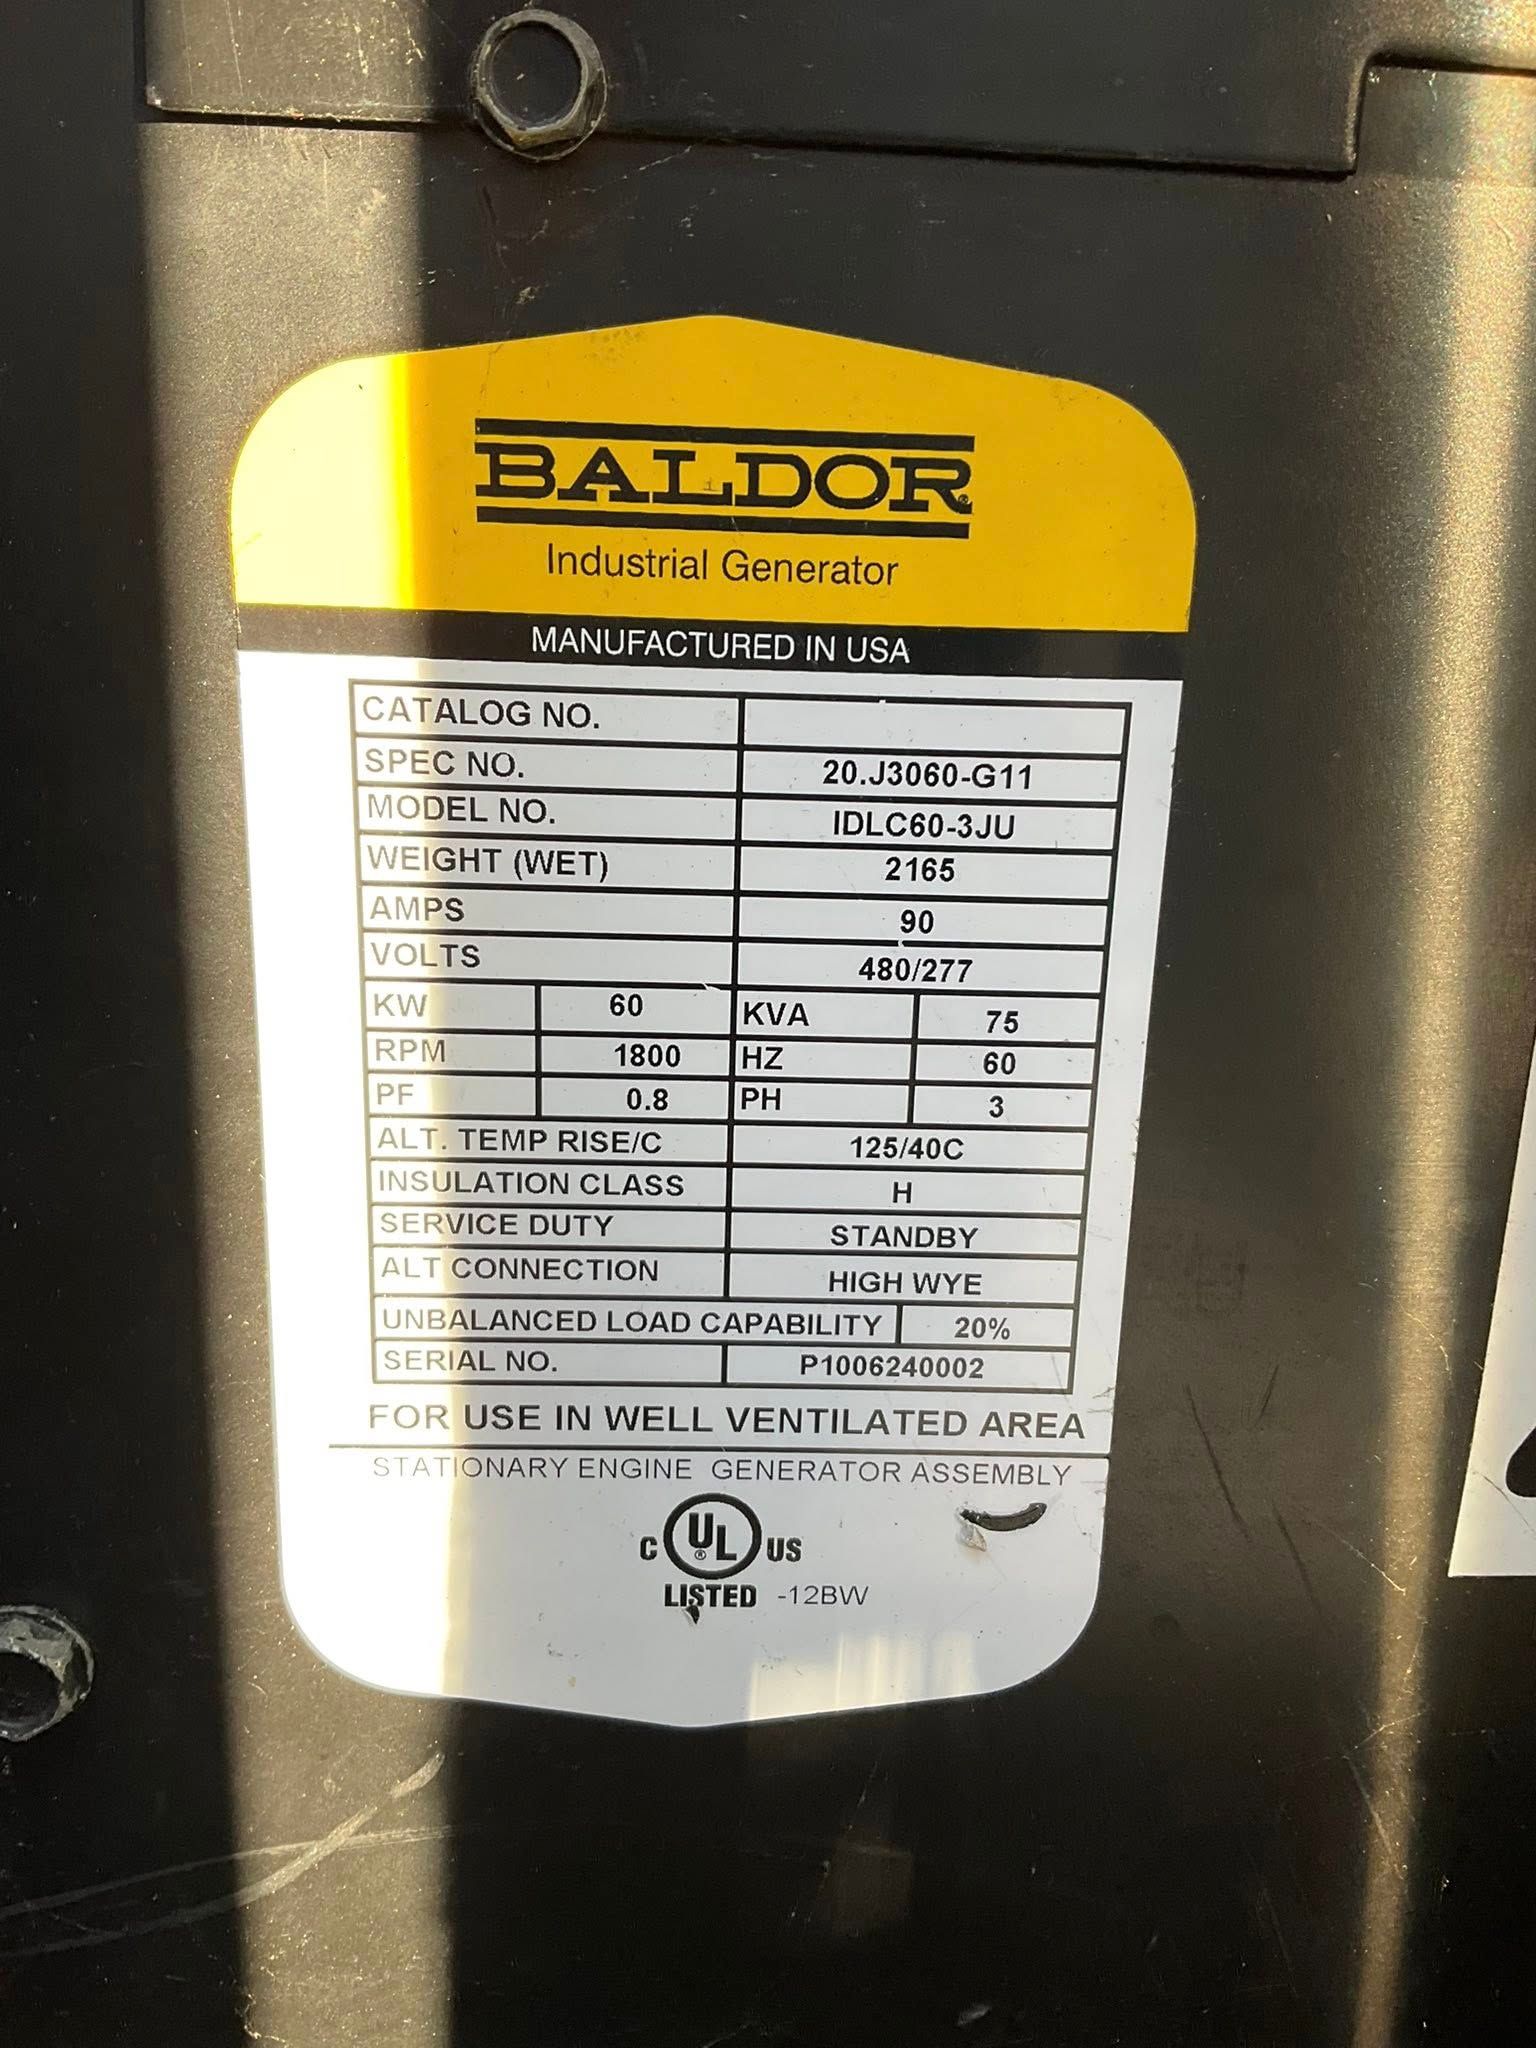 BALDOR®
Industrial Generator
MANUFACTURED IN USA
CATALOG NO.
SPEC NO. 20.J3060-G11
MODEL NO. IDLC60-3JU
WEIGHT (WET) 2165
AMPS 90
VOLTS 480/277
KW 60 KVA 75
RPM 1800 HZ 60
PF 0.8 PH 3
ALT. TEMP RISE/C 125/40C
INSULATION CLASS H
SERVICE DUTY STANDBY
ALT CONNECTION HIGH WYE
UNBALANCED LOAD CAPABILITY 20%
SERIAL NO. P1006240002
FOR USE IN WELL VENTILATED AREA
STATIONARY ENGINE GENERATOR ASSEMBLY
C UL® US
LISTED -12BW